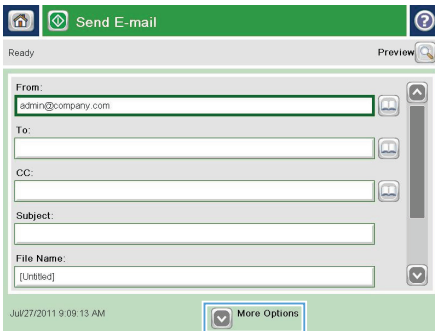 Send E-mail
?
Ready
Preview
From:
admin@company.com
To:
CC:
Subject:
File Name:
[Untitled]
Jul/27/2011 9:09:13 AM
More Options